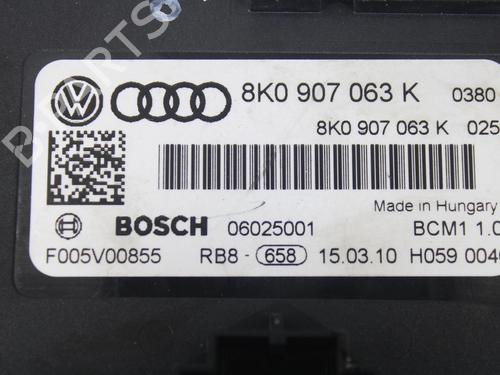 8K0 907 063 K 0380
8K0 907 063 K 025
Made in Hungary
BOSCH 06025001 BCM1 1.0
F005V00855 RB8 - 658 15.03.10 H059 004